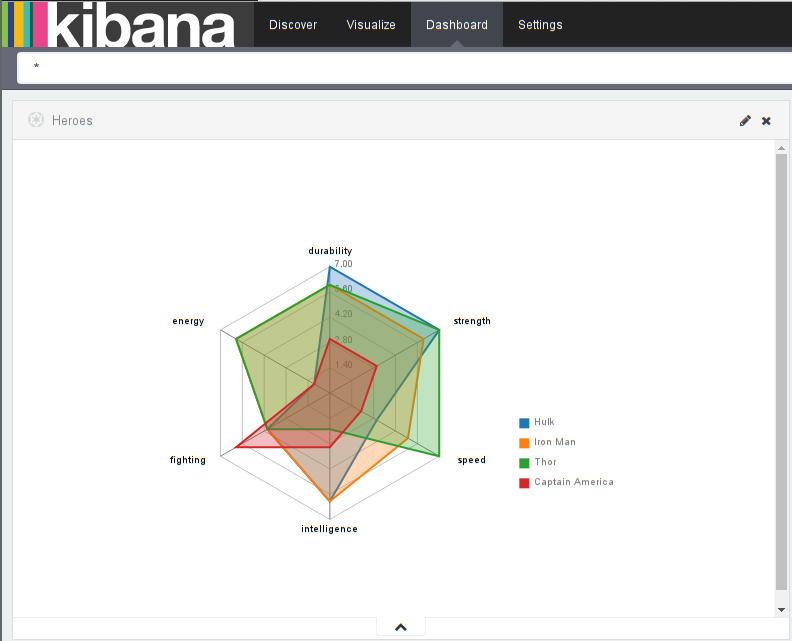 kibana Discover Visualize Dashboard Settings
*
Heroes
durability
7.00
5.60
energy
4.20
strength
2.80
1.40
Hulk
Iron Man
fighting
speed
Thor
Captain America
intelligence